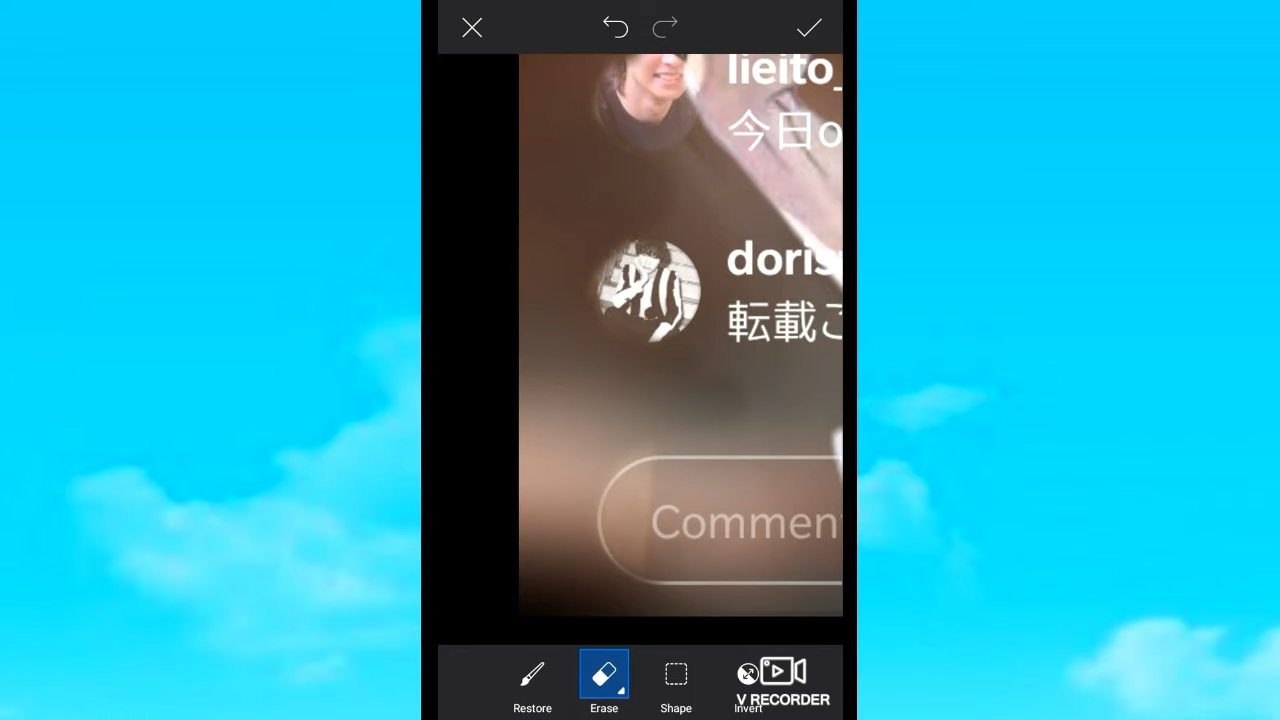 lieito_
今日o
doris
転載こ
Comment
Restore
Erase
Shape
Invert
V RECORDER